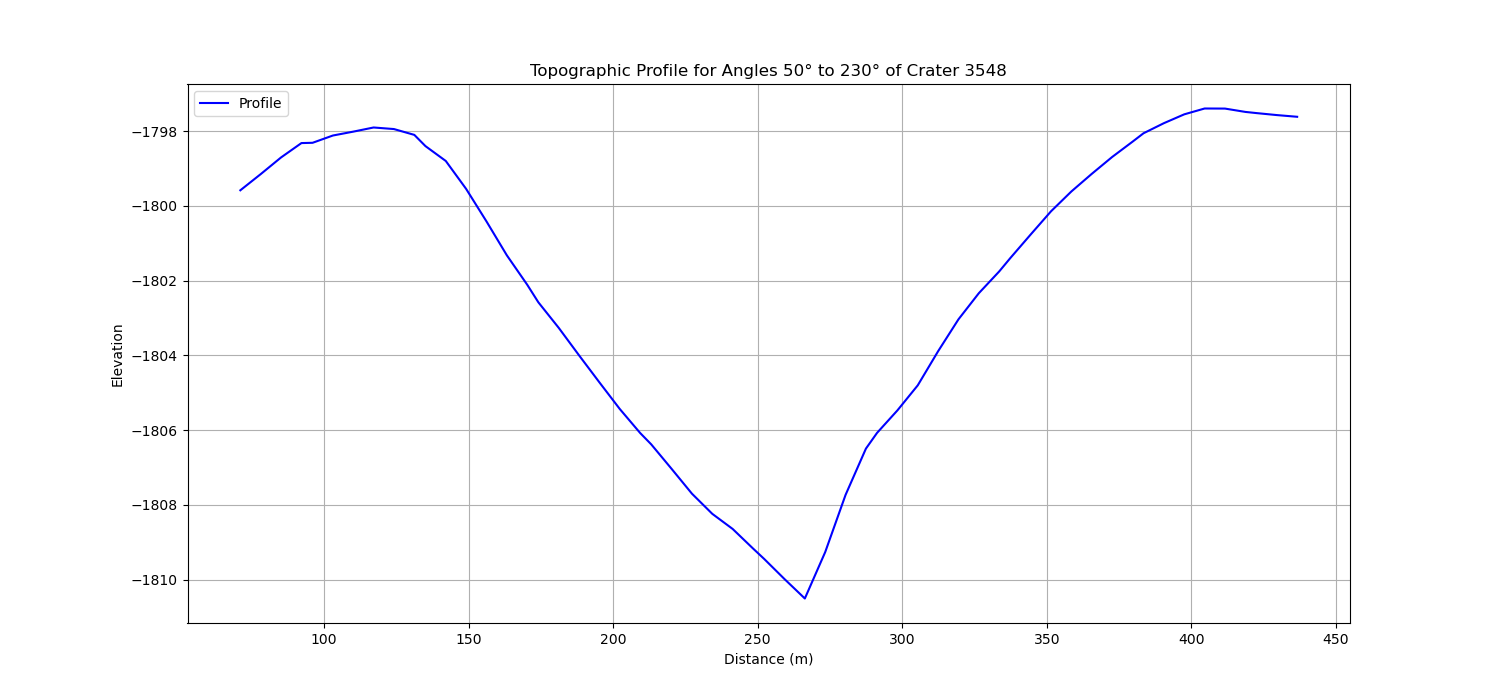 Topographic Profile for Angles 50° to 230° of Crater 3548
Profile
Elevation
−1798
−1800
−1802
−1804
−1806
−1808
−1810
100 150 200 250 300 350 400 450
Distance (m)